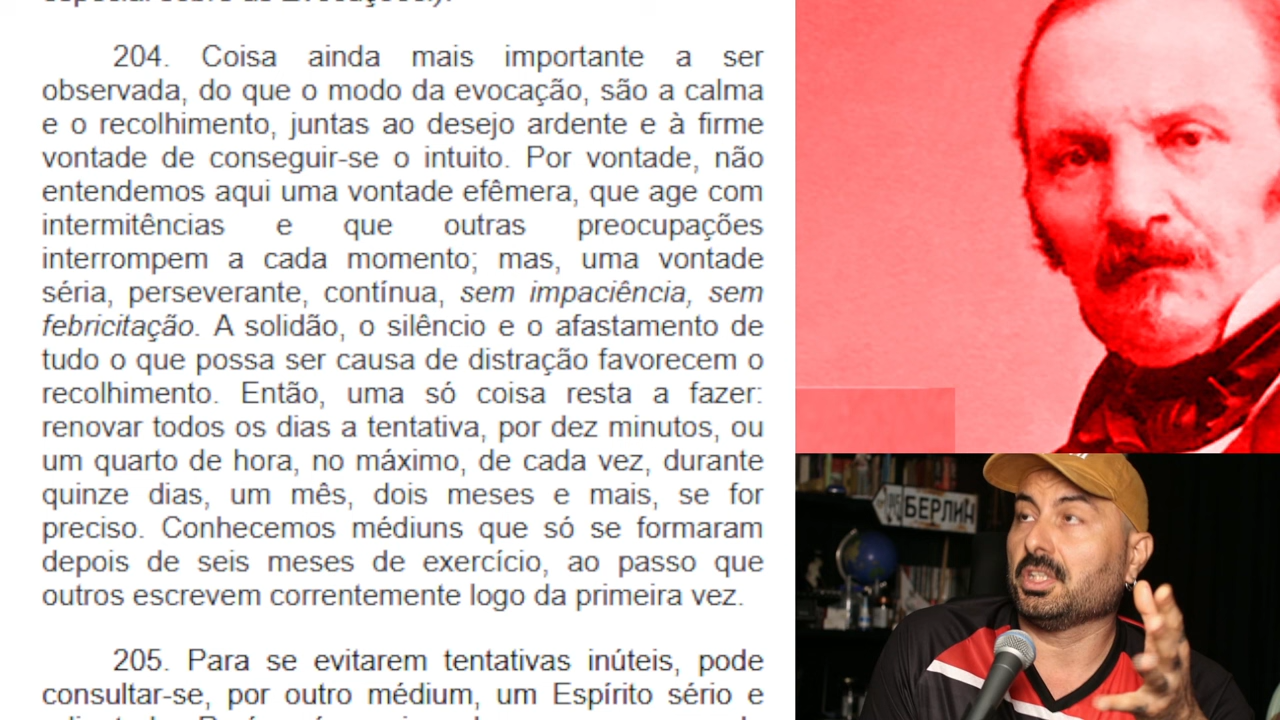 204. Coisa ainda mais importante a ser
observada, do que o modo da evocação, são a calma
e o recolhimento, juntas ao desejo ardente e à firme
vontade de conseguir-se o intuito. Por vontade, não
entendemos aqui uma vontade efêmera, que age com
intermitências e que outras preocupações
interrompem a cada momento; mas, uma vontade
séria, perseverante, contínua, sem impaciência, sem
febricitação. A solidão, o silêncio e o afastamento de
tudo o que possa ser causa de distração favorecem o
recolhimento. Então, uma só coisa resta a fazer:
renovar todos os dias a tentativa, por dez minutos, ou
um quarto de hora, no máximo, de cada vez, durante
quinze dias, um mês, dois meses e mais, se for
preciso. Conhecemos médiuns que só se formaram
depois de seis meses de exercício, ao passo que
outros escrevem correntemente logo da primeira vez.
205. Para se evitarem tentativas inúteis, pode
consultar-se, por outro médium, um Espírito sério e
БЕРЛИН